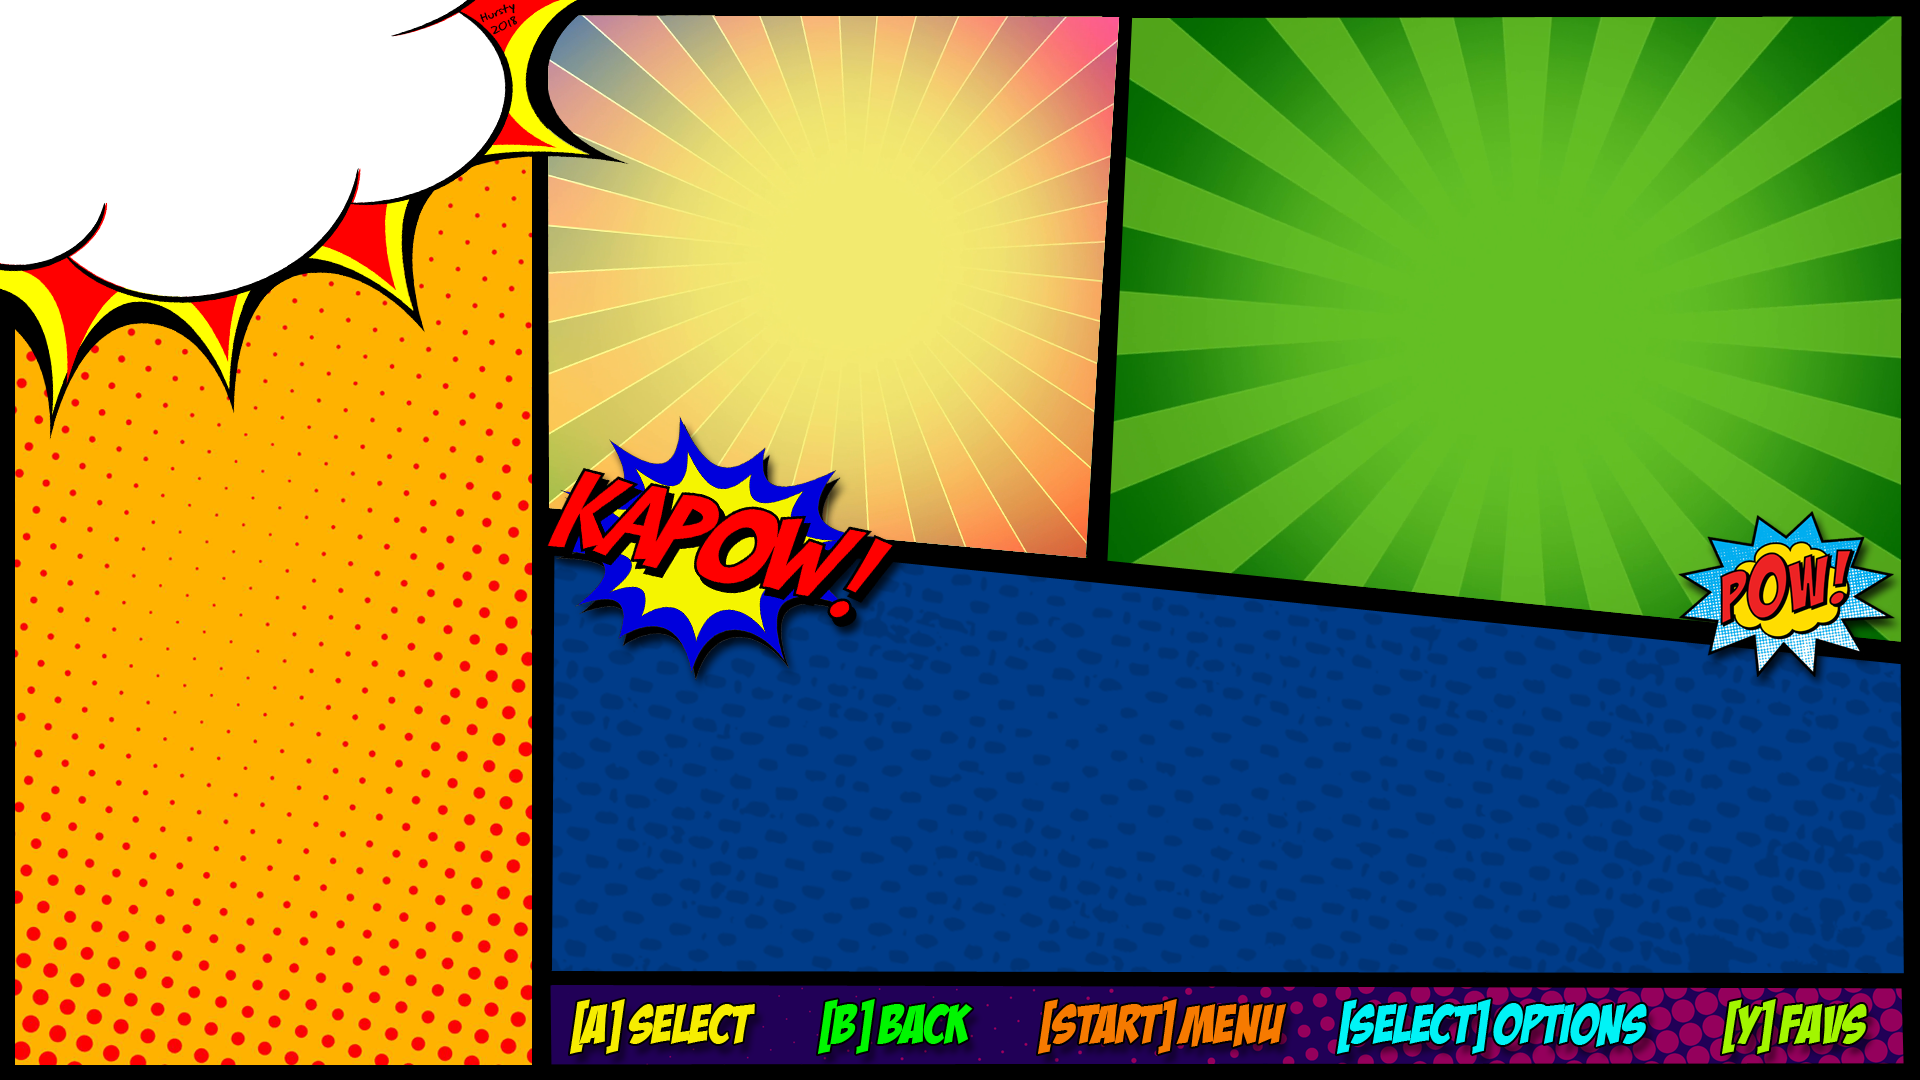 Hursty
2018
KAPOW!
POW!
[A] SELECT [B] BACK [START] MENU [SELECT] OPTIONS [Y] FAVS